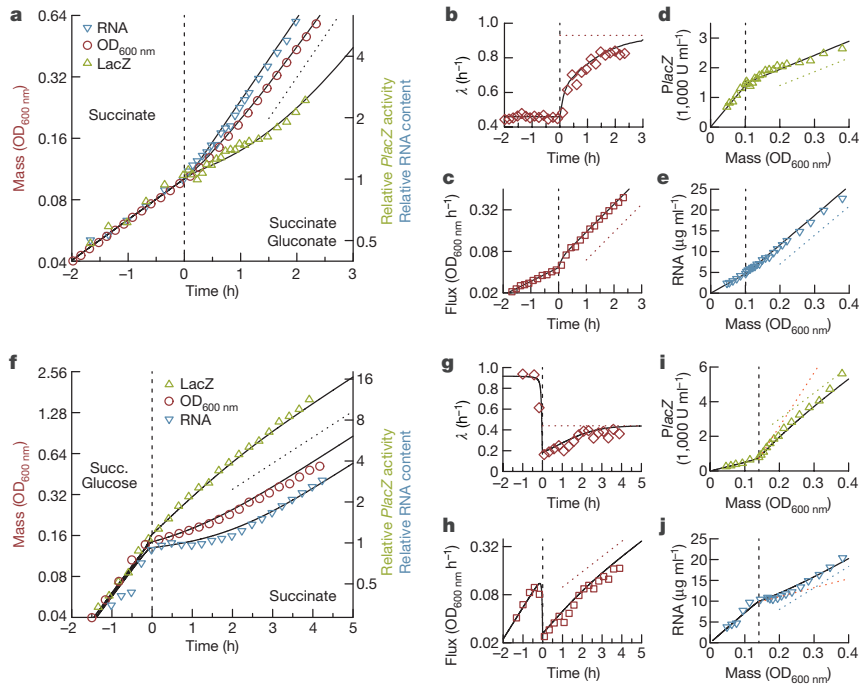 a
RNA
OD600 nm
LacZ
Succinate
Succinate
Gluconate
Mass (OD600 nm)
0.64
0.32
0.16
0.08
0.04
4
2
1
0.5
Relative PlacZ activity
Relative RNA content
−2 −1 0 1 2 3
Time (h)
b
λ (h−1)
1.0
0.8
0.6
0.4
−2 −1 0 1 2 3
Time (h)
d
PlacZ
(1,000 U ml−1)
4
3
2
1
0
0 0.1 0.2 0.3 0.4
Mass (OD600 nm)
c
Flux (OD600 nm h−1)
0.32
0.08
0.02
−2 −1 0 1 2 3
Time (h)
e
RNA (μg ml−1)
25
20
15
10
5
0
0 0.1 0.2 0.3 0.4
Mass (OD600 nm)
f
LacZ
OD600 nm
RNA
Succ.
Glucose
Succinate
Mass (OD600 nm)
2.56
1.28
0.64
0.32
0.16
0.08
0.04
16
8
4
2
1
0.5
Relative PlacZ activity
Relative RNA content
−2 −1 0 1 2 3 4 5
Time (h)
g
λ (h−1)
1.0
0.8
0.6
0.4
0.2
0
−2 −1 0 1 2 3 4 5
Time (h)
i
PlacZ
(1,000 U ml−1)
6
4
2
0
0 0.1 0.2 0.3 0.4
Mass (OD600 nm)
h
Flux (OD600 nm h−1)
0.32
0.08
0.02
−2 −1 0 1 2 3 4 5
Time (h)
j
RNA (μg ml−1)
25
20
15
10
5
0
0 0.1 0.2 0.3 0.4
Mass (OD600 nm)